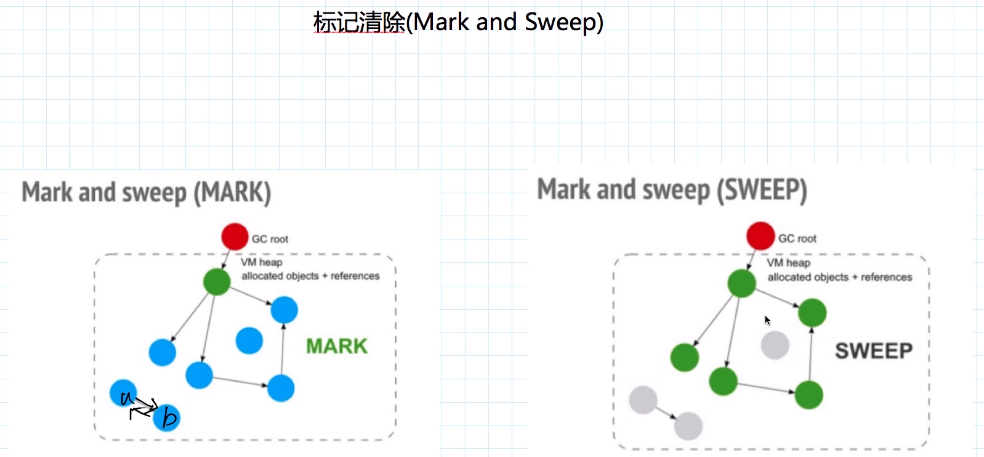 标记清除(Mark and Sweep)
Mark and sweep (MARK)
GC root
VM heap
allocated objects + references
MARK
a
b
Mark and sweep (SWEEP)
GC root
VM heap
allocated objects + references
SWEEP